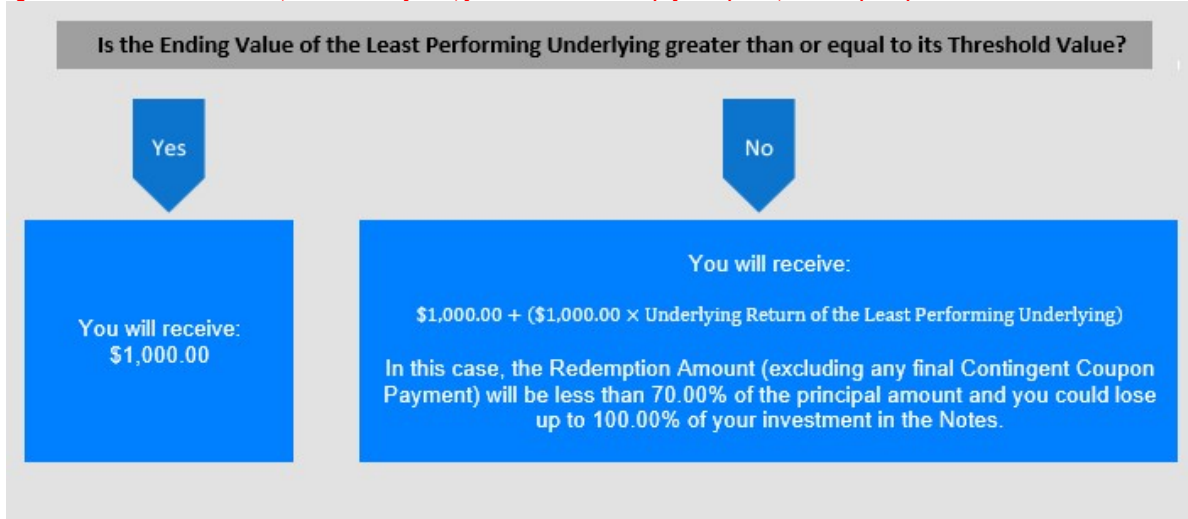 Is the Ending Value of the Least Performing Underlying greater than or equal to its Threshold Value?
Yes
No
You will receive:
$1,000.00
You will receive:
$1,000.00 + ($1,000.00 × Underlying Return of the Least Performing Underlying)
In this case, the Redemption Amount (excluding any final Contingent Coupon
Payment) will be less than 70.00% of the principal amount and you could lose
up to 100.00% of your investment in the Notes.